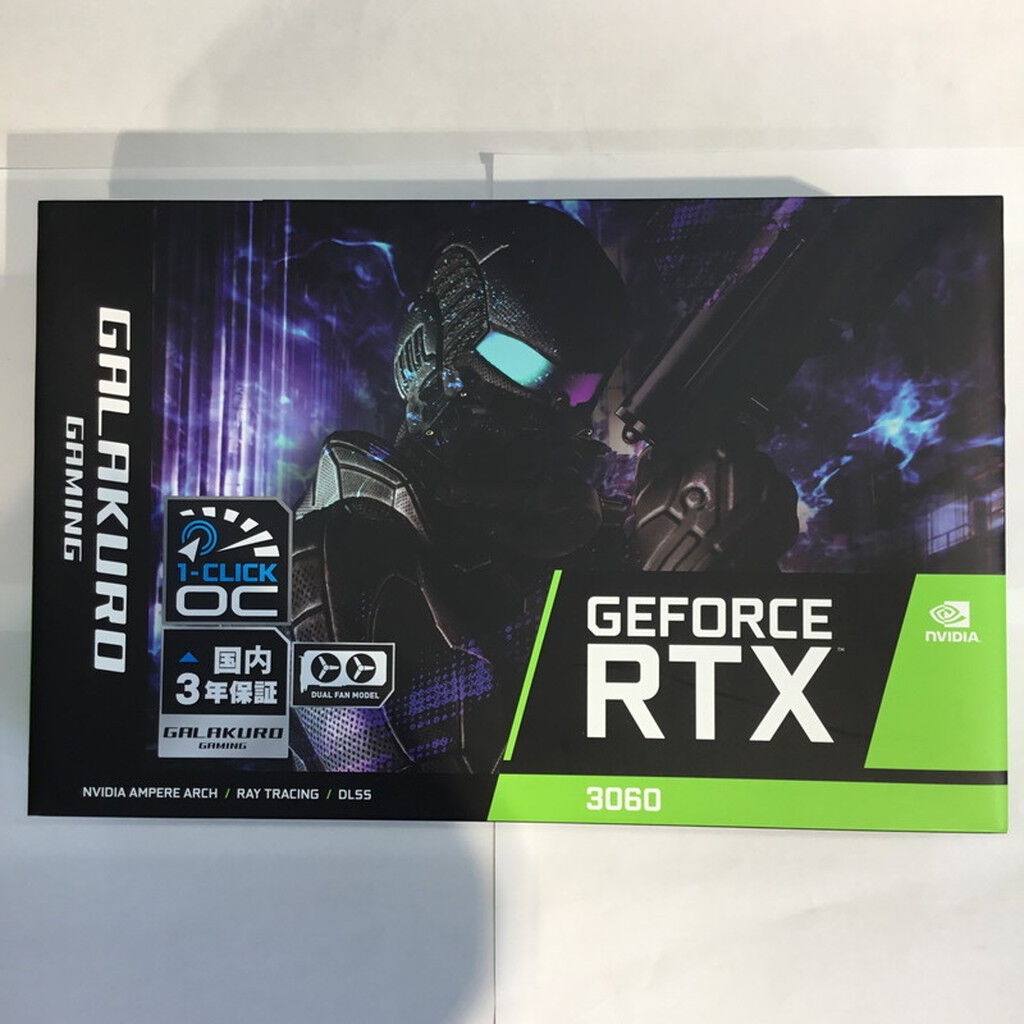 GALAKURO
GAMING
1-CLICK
OC
国内
3年保証
GALAKURO
GAMING
DUAL FAN MODEL
GEFORCE
RTX™
NVIDIA
NVIDIA AMPERE ARCH / RAY TRACING / DLSS
3060